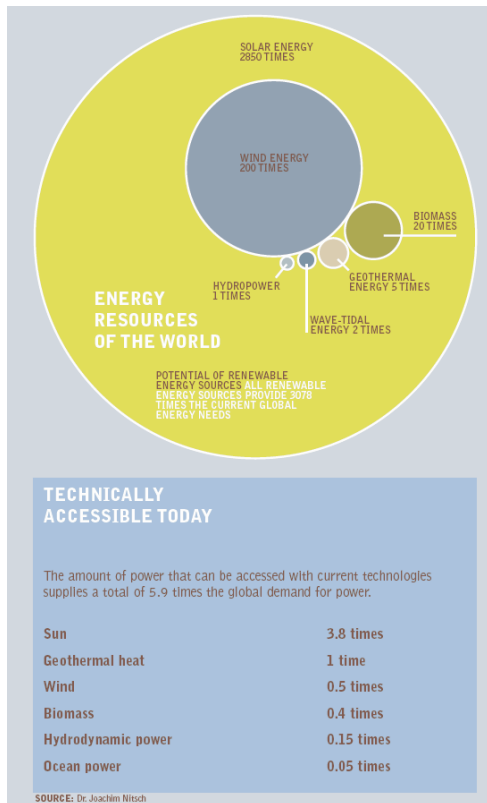 SOLAR ENERGY
2850 TIMES
WIND ENERGY
200 TIMES
BIOMASS
20 TIMES
GEOTHERMAL
ENERGY 5 TIMES
HYDROPOWER
1 TIMES
WAVE-TIDAL
ENERGY 2 TIMES
ENERGY
RESOURCES
OF THE WORLD
POTENTIAL OF RENEWABLE
ENERGY SOURCES ALL RENEWABLE
ENERGY SOURCES PROVIDE 3078
TIMES THE CURRENT GLOBAL
ENERGY NEEDS
TECHNICALLY
ACCESSIBLE TODAY
The amount of power that can be accessed with current technologies
supplies a total of 5.9 times the global demand for power.
Sun 3.8 times
Geothermal heat 1 time
Wind 0.5 times
Biomass 0.4 times
Hydrodynamic power 0.15 times
Ocean power 0.05 times
SOURCE: Dr. Joachim Nitsch